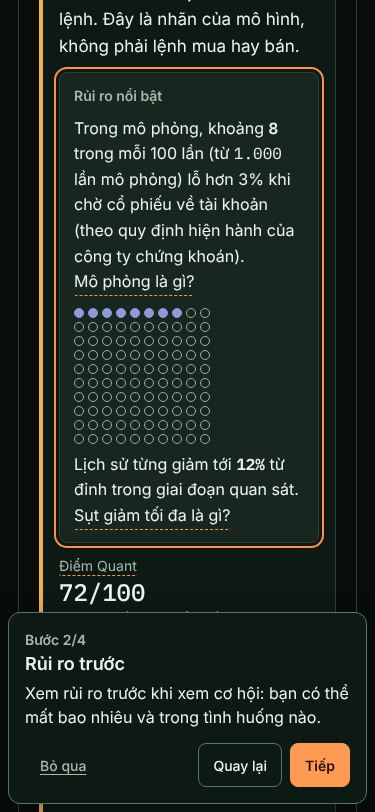 lệnh. Đây là nhãn của mô hình,
không phải lệnh mua hay bán.
Rủi ro nổi bật
Trong mô phỏng, khoảng 8
trong mỗi 100 lần (từ 1.000
lần mô phỏng) lỗ hơn 3% khi
chờ cổ phiếu về tài khoản
(theo quy định hiện hành của
công ty chứng khoán).
Mô phỏng là gì?
Lịch sử từng giảm tới 12% từ
đỉnh trong giai đoạn quan sát.
Sụt giảm tối đa là gì?
Điểm Quant
72/100
Bước 2/4
Rủi ro trước
Xem rủi ro trước khi xem cơ hội: bạn có thể
mất bao nhiêu và trong tình huống nào.
Bỏ qua
Quay lại
Tiếp